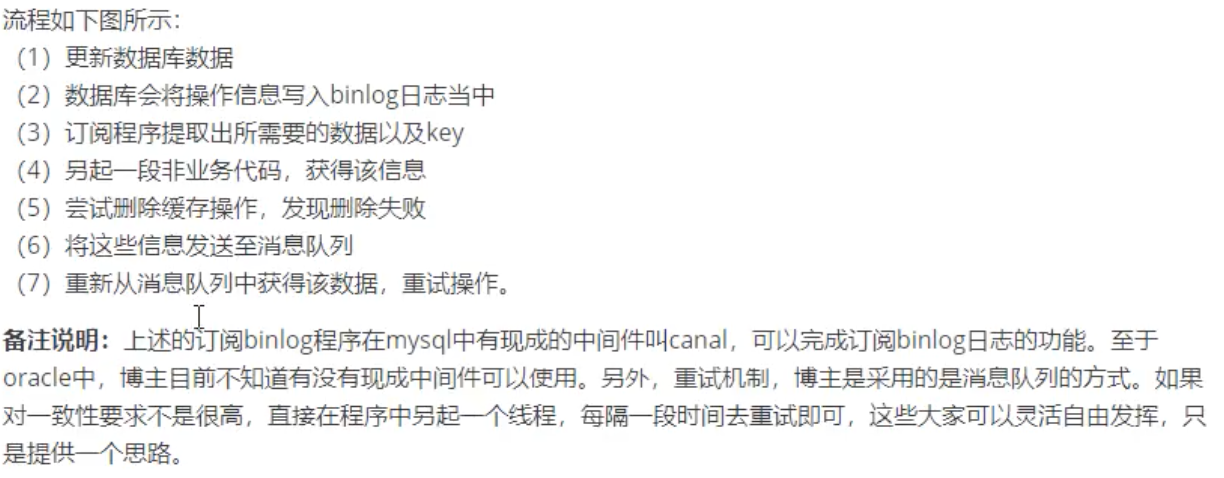 流程如下图所示：
（1）更新数据库数据
（2）数据库会将操作信息写入binlog日志当中
（3）订阅程序提取出所需要的数据以及key
（4）另起一段非业务代码，获得该信息
（5）尝试删除缓存操作，发现删除失败
（6）将这些信息发送至消息队列
（7）重新从消息队列中获得该数据，重试操作。
备注说明：上述的订阅binlog程序在mysql中有现成的中间件叫canal，可以完成订阅binlog日志的功能。至于
oracle中，博主目前不知道有没有现成中间件可以使用。另外，重试机制，博主是采用的是消息队列的方式。如果
对一致性要求不是很高，直接在程序中另起一个线程，每隔一段时间去重试即可，这些大家可以灵活自由发挥，只
是提供一个思路。